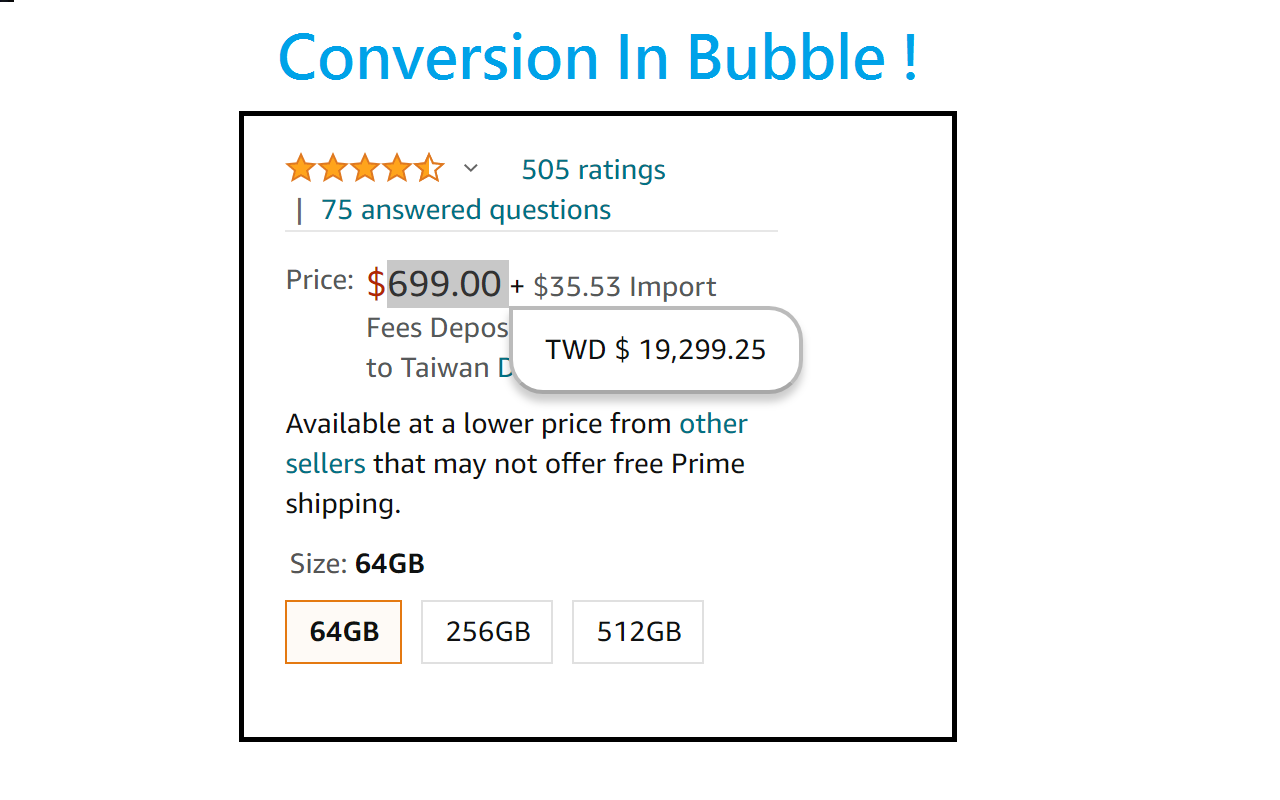 Conversion In Bubble !
505 ratings
| 75 answered questions
Price: $699.00 + $35.53 Import
Fees Depos
TWD $ 19,299.25
to Taiwan D
Available at a lower price from other
sellers that may not offer free Prime
shipping.
Size: 64GB
64GB 256GB 512GB